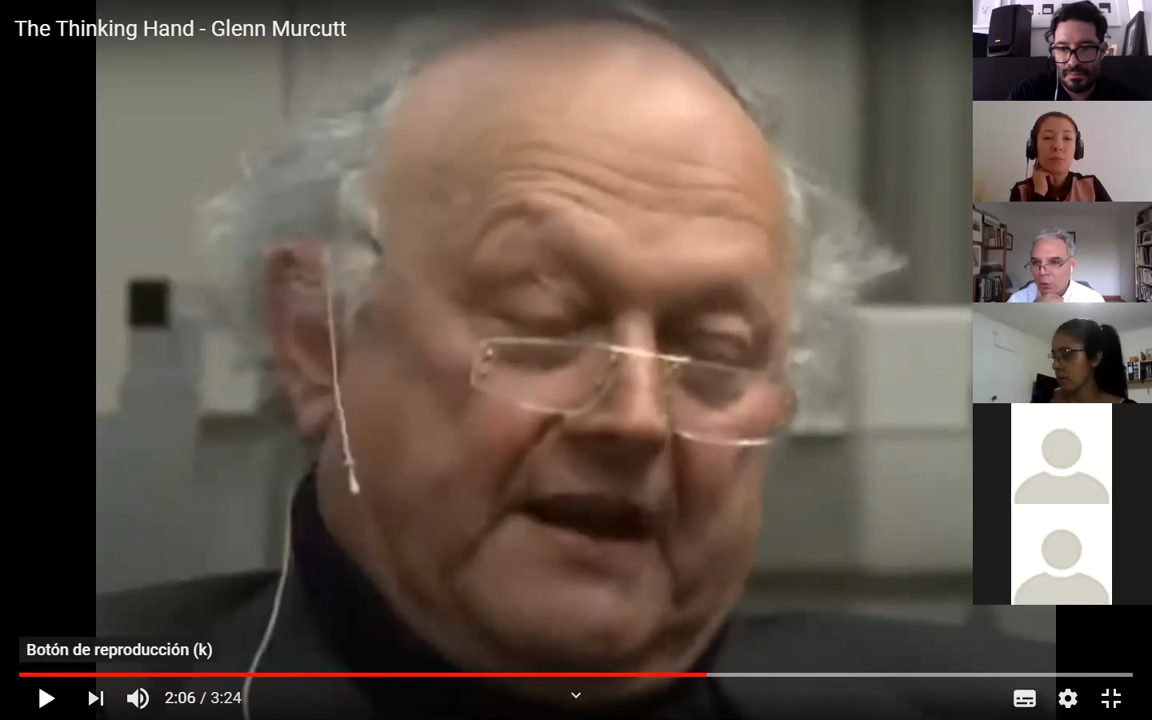 The Thinking Hand - Glenn Murcutt
Botón de reproducción (k)
2:06 / 3:24